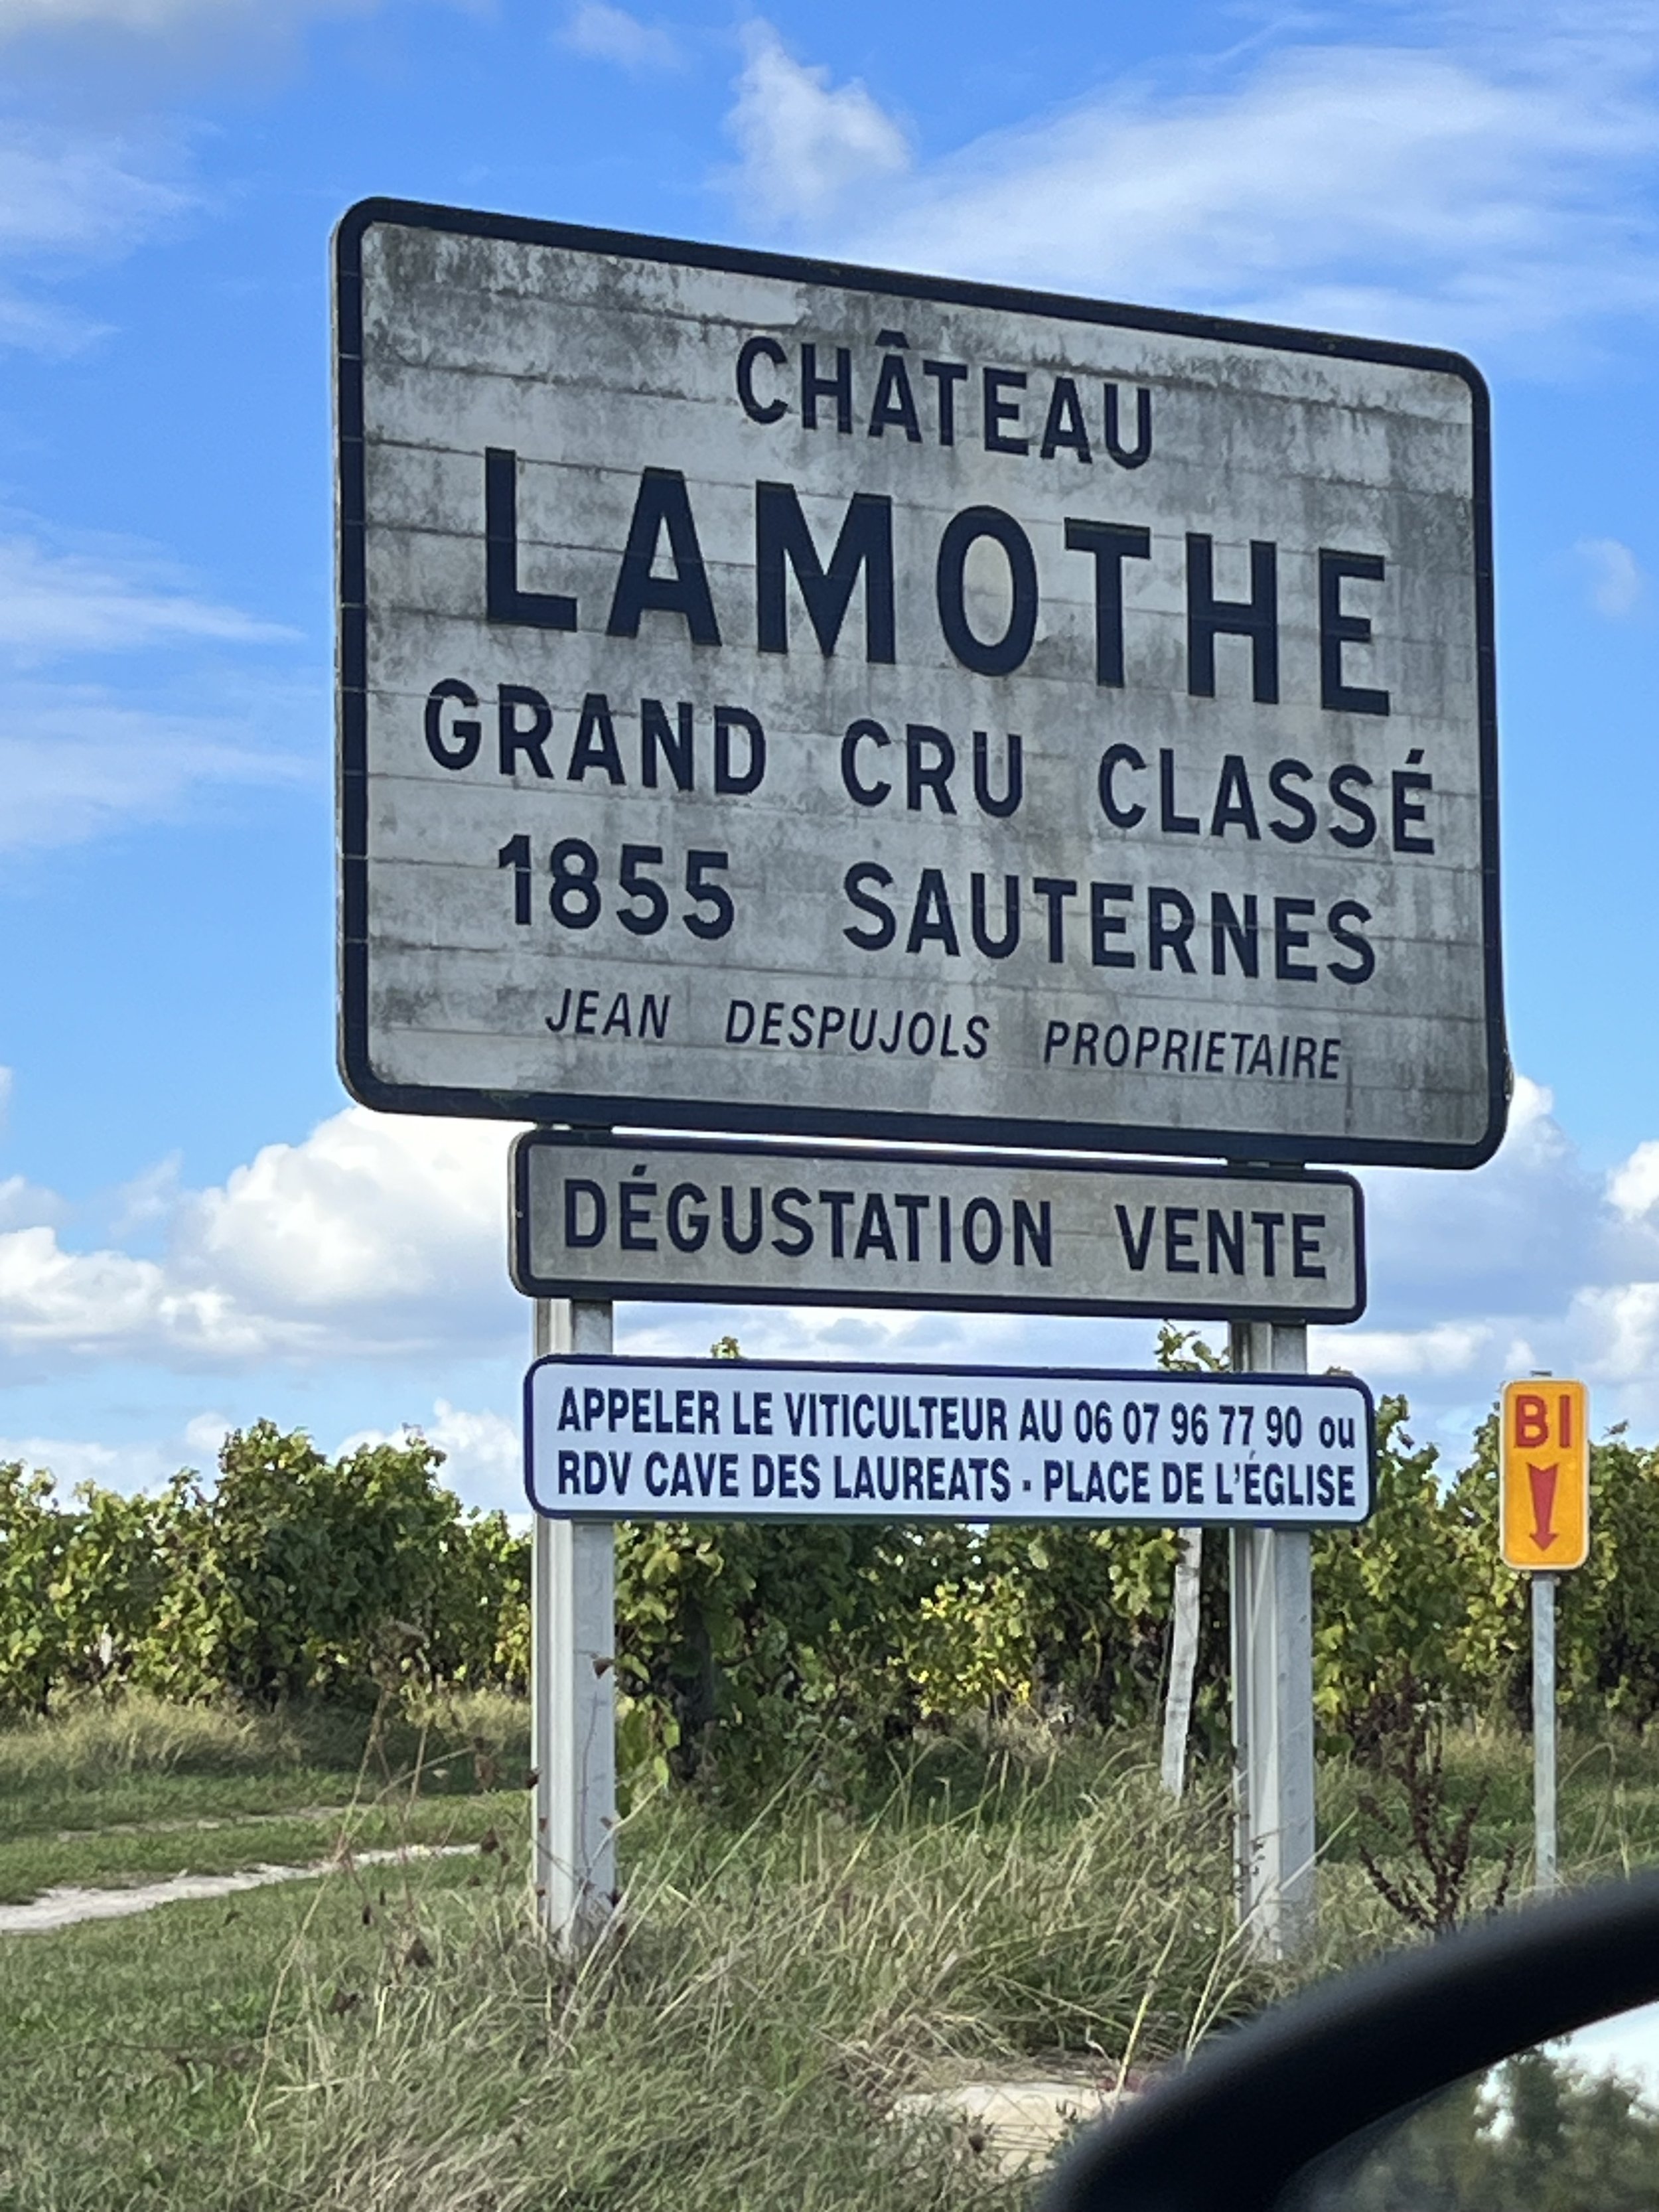 CHÂTEAU
LAMOTHE
GRAND CRU CLASSÉ
1855 SAUTERNES
JEAN DESPUJOLS PROPRIETAIRE
DÉGUSTATION VENTE
APPELER LE VITICULTEUR AU 06 07 96 77 90 ou
RDV CAVE DES LAUREATS - PLACE DE L'ÉGLISE
BI